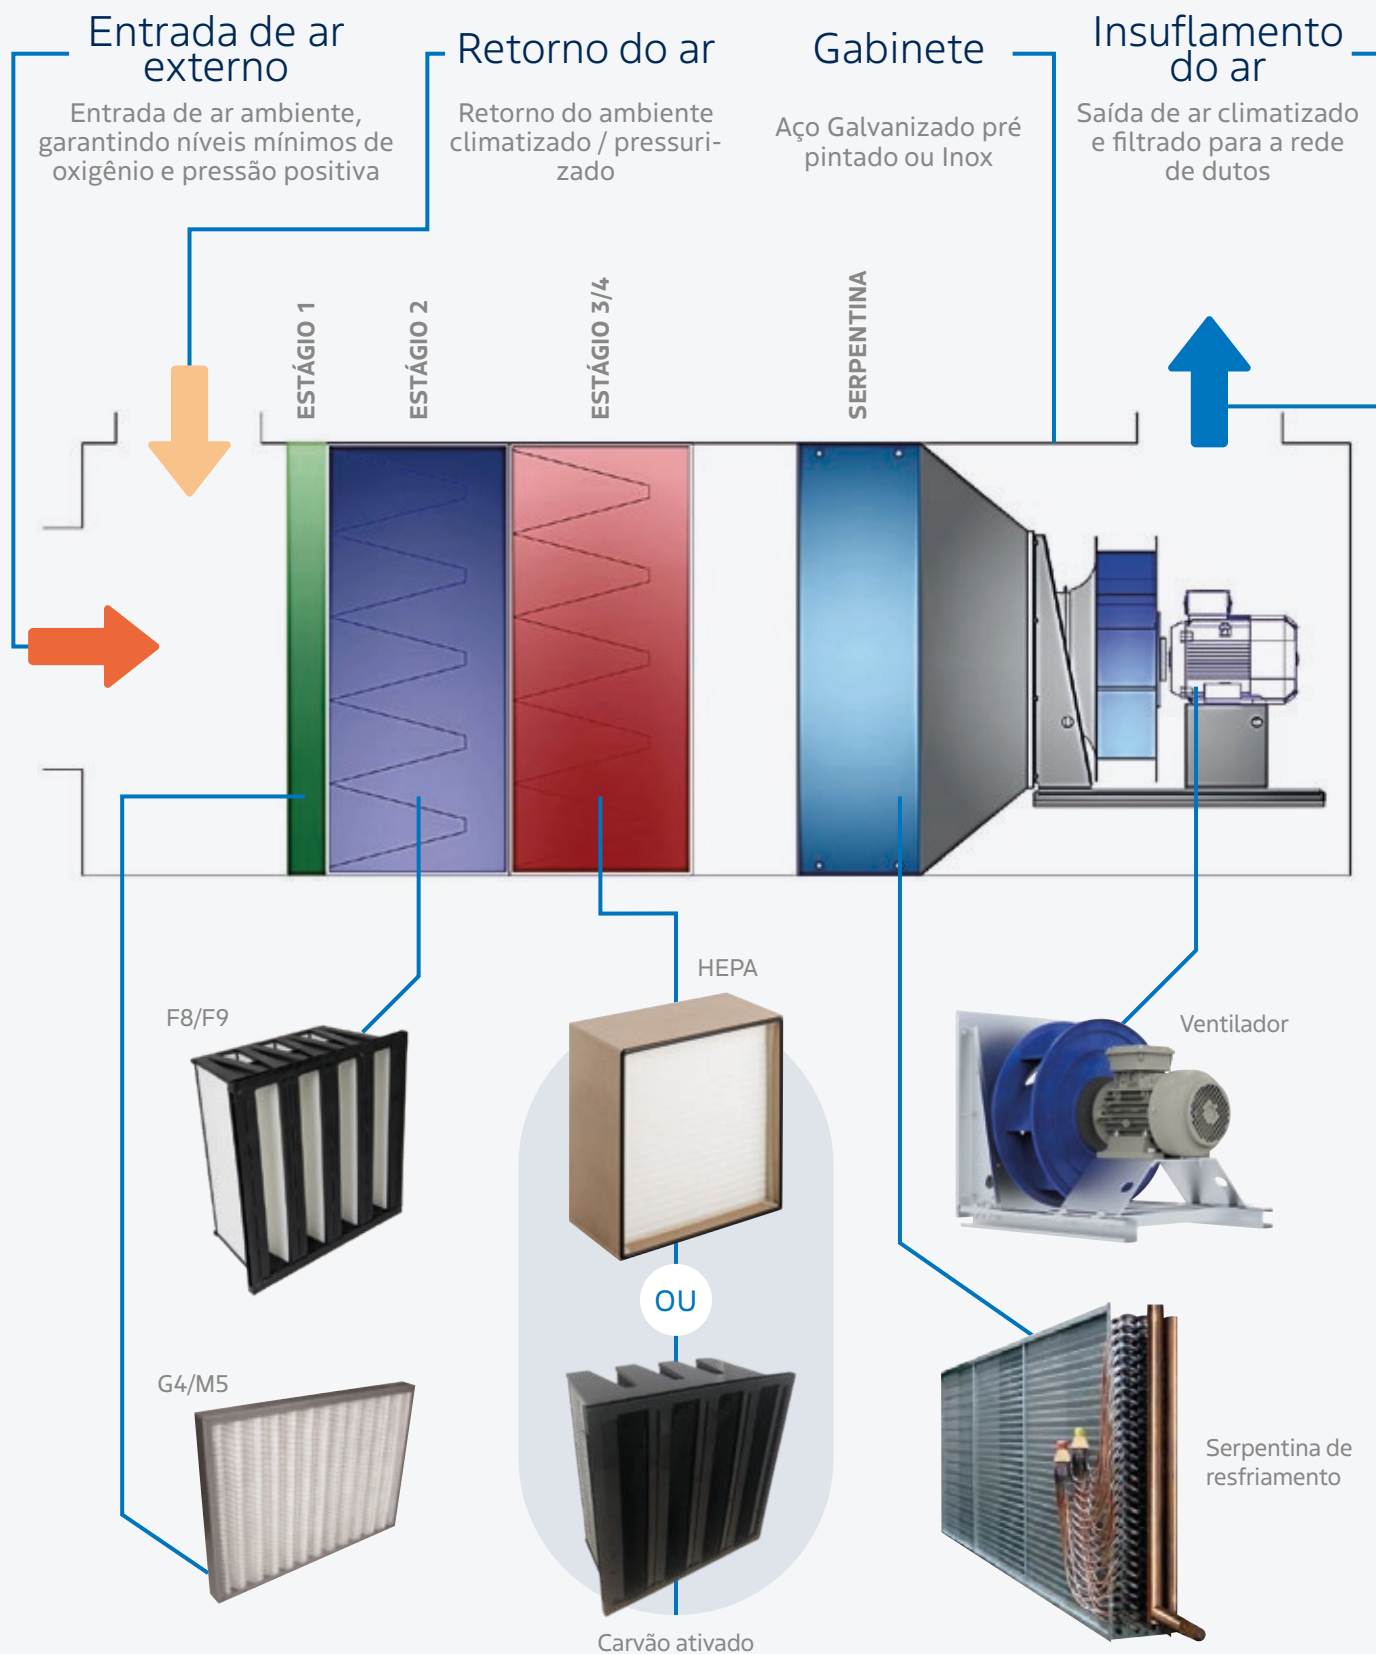 Entrada de ar
externo
Entrada de ar ambiente,
garantindo níveis mínimos de
oxigênio e pressão positiva
Retorno do ar
Retorno do ambiente
climatizado / pressuri-
zado
Gabinete
Aço Galvanizado pré
pintado ou Inox
Insuflamento
do ar
Saída de ar climatizado
e filtrado para a rede
de dutos
ESTÁGIO 1
ESTÁGIO 2
ESTÁGIO 3/4
SERPENTINA
HEPA
F8/F9
Ventilador
OU
G4/M5
Serpentina de
resfriamento
Carvão ativado